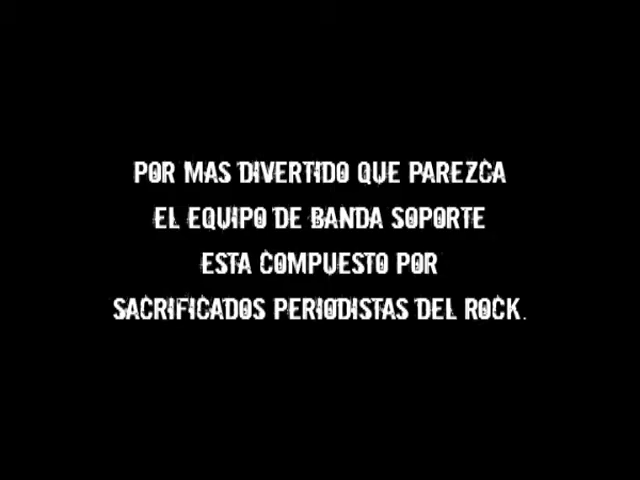 POR MAS DIVERTIDO QUE PAREZCA
EL EQUIPO DE BANDA SOPORTE
ESTA COMPUESTO POR
SACRIFICADOS PERIODISTAS DEL ROCK.